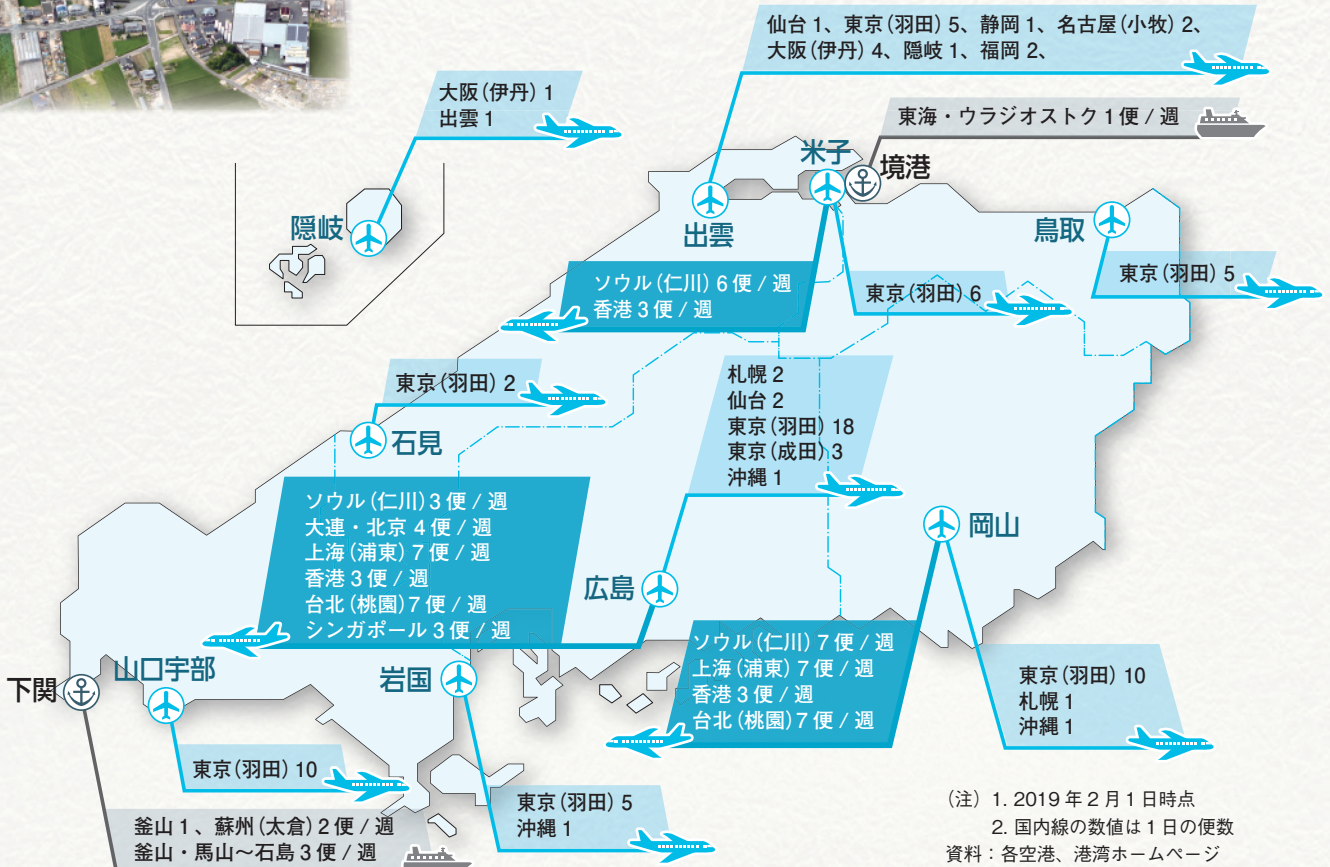 仙台 1、東京(羽田) 5、静岡 1、名古屋(小牧) 2、
大阪(伊丹) 4、隠岐 1、福岡 2、
大阪(伊丹) 1
出雲 1
東海・ウラジオストク 1 便 / 週
米子
境港
隠岐
出雲
鳥取
ソウル(仁川) 6 便 / 週
香港 3 便 / 週
東京(羽田) 6
東京(羽田) 5
東京(羽田) 2
石見
札幌 2
仙台 2
東京(羽田) 18
東京(成田) 3
沖縄 1
ソウル(仁川) 3 便 / 週
大連・北京 4 便 / 週
上海(浦東) 7 便 / 週
香港 3 便 / 週
台北(桃園) 7 便 / 週
シンガポール 3 便 / 週
広島
岡山
ソウル(仁川) 7 便 / 週
上海(浦東) 7 便 / 週
香港 3 便 / 週
台北(桃園) 7 便 / 週
東京(羽田) 10
札幌 1
沖縄 1
下関
山口宇部
岩国
東京(羽田) 10
東京(羽田) 5
沖縄 1
釜山 1、蘇州(太倉) 2 便 / 週
釜山・馬山〜石島 3 便 / 週
(注) 1. 2019 年 2 月 1 日時点
2. 国内線の数値は 1 日の便数
資料：各空港、港湾ホームページ